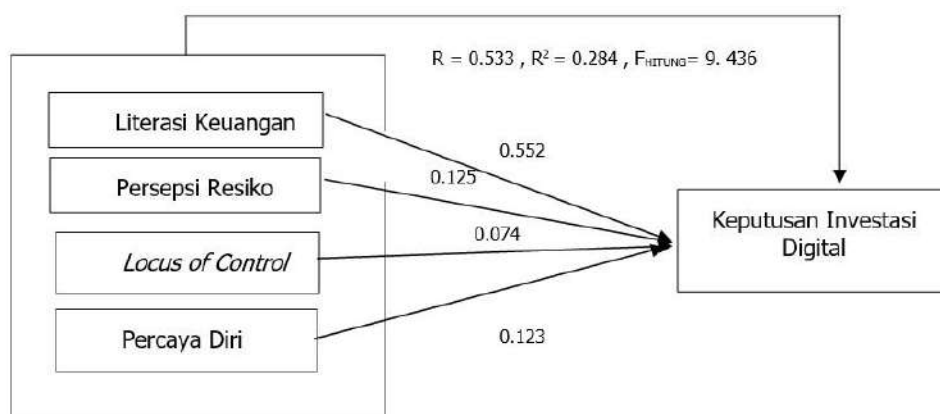 R = 0.533 , R² = 0.284 , FHITUNG= 9. 436
Literasi Keuangan
0.552
Persepsi Resiko
0.125
Keputusan Investasi
Digital
0.074
Locus of Control
Percaya Diri
0.123